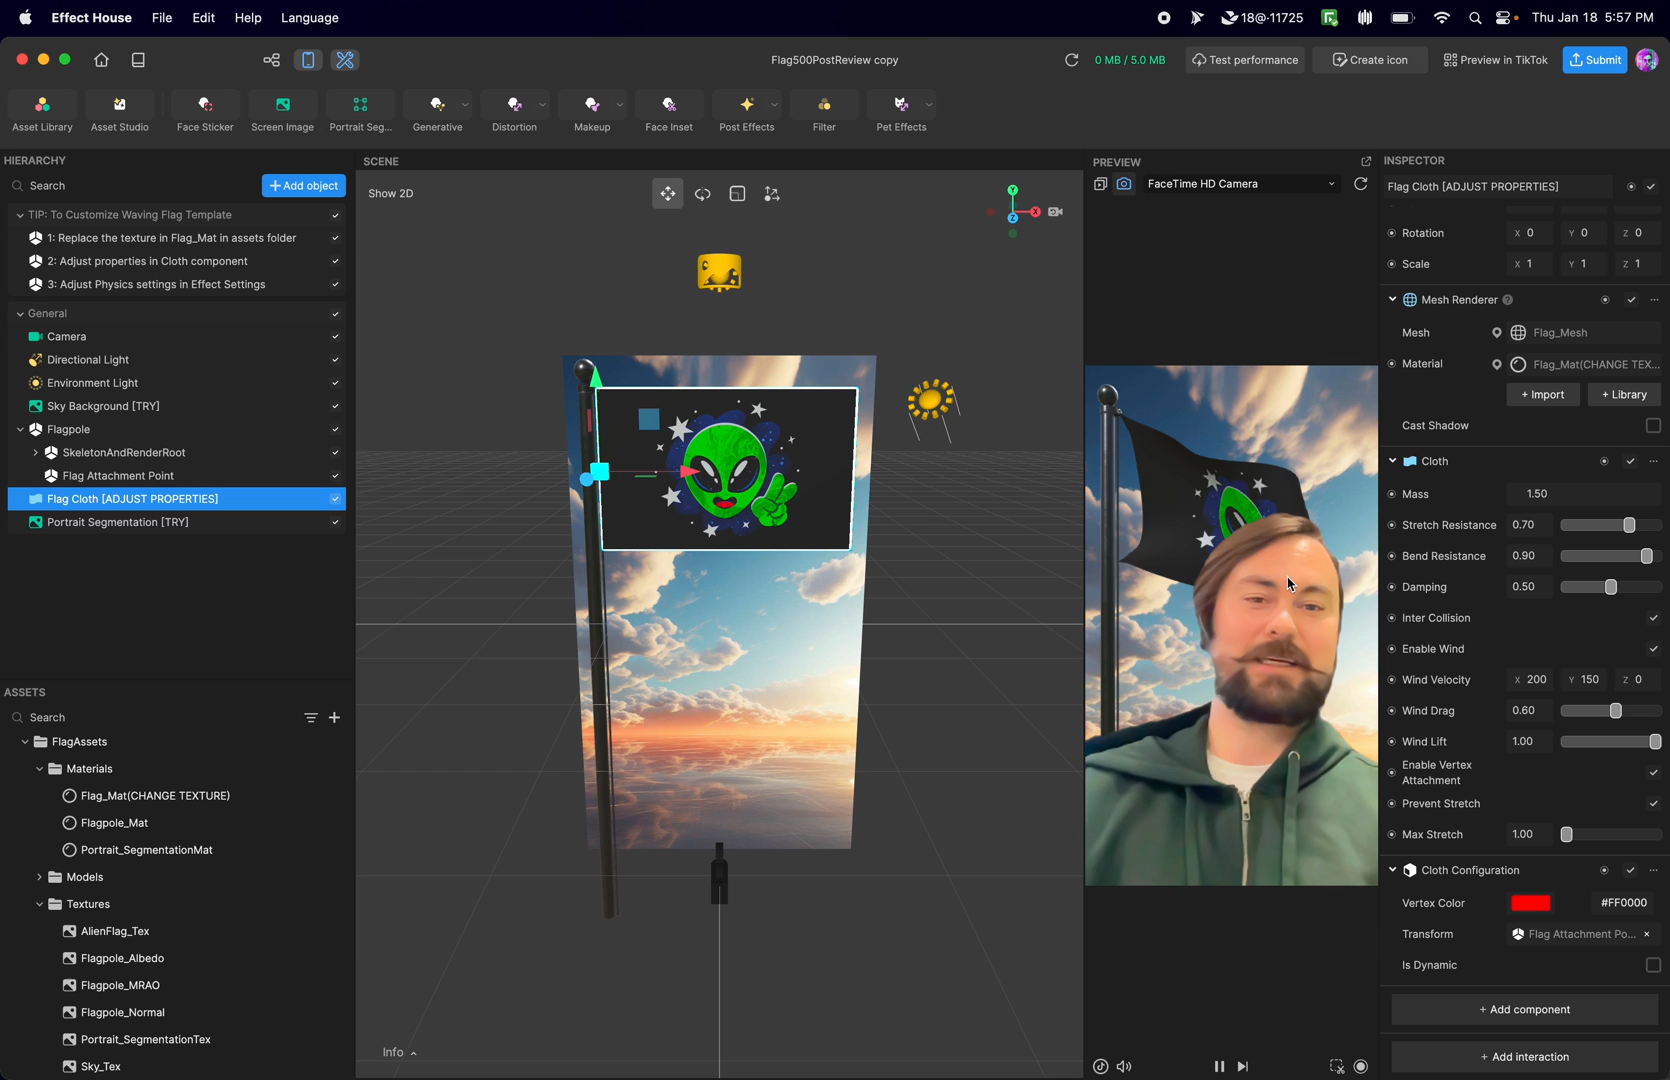 Effect House File Edit Help Language
18@·11725
Thu Jan 18 5:57 PM
Flag500PostReview copy
0 MB / 5.0 MB
Test performance
Create icon
Preview in TikTok
Submit
Asset Library
Asset Studio
Face Sticker
Screen Image
Portrait Seg...
Generative
Distortion
Makeup
Face Inset
Post Effects
Filter
Pet Effects
HIERARCHY
Search
+ Add object
TIP: To Customize Waving Flag Template
1: Replace the texture in Flag_Mat in assets folder
2: Adjust properties in Cloth component
3: Adjust Physics settings in Effect Settings
General
Camera
Directional Light
Environment Light
Sky Background [TRY]
Flagpole
SkeletonAndRenderRoot
Flag Attachment Point
Flag Cloth [ADJUST PROPERTIES]
Portrait Segmentation [TRY]
ASSETS
Search
FlagAssets
Materials
Flag_Mat(CHANGE TEXTURE)
Flagpole_Mat
Portrait_SegmentationMat
Models
Textures
AlienFlag_Tex
Flagpole_Albedo
Flagpole_MRAO
Flagpole_Normal
Portrait_SegmentationTex
Sky_Tex
SCENE
Show 2D
Y
X
Z
Info
PREVIEW
FaceTime HD Camera
INSPECTOR
Flag Cloth [ADJUST PROPERTIES]
Rotation X 0 Y 0 Z 0
Scale X 1 Y 1 Z 1
Mesh Renderer ?
Mesh Flag_Mesh
Material Flag_Mat(CHANGE TEX...
+ Import + Library
Cast Shadow
Cloth
Mass 1.50
Stretch Resistance 0.70
Bend Resistance 0.90
Damping 0.50
Inter Collision
Enable Wind
Wind Velocity X 200 Y 150 Z 0
Wind Drag 0.60
Wind Lift 1.00
Enable Vertex
Attachment
Prevent Stretch
Max Stretch 1.00
Cloth Configuration
Vertex Color #FF0000
Transform Flag Attachment Po... ×
Is Dynamic
+ Add component
+ Add interaction